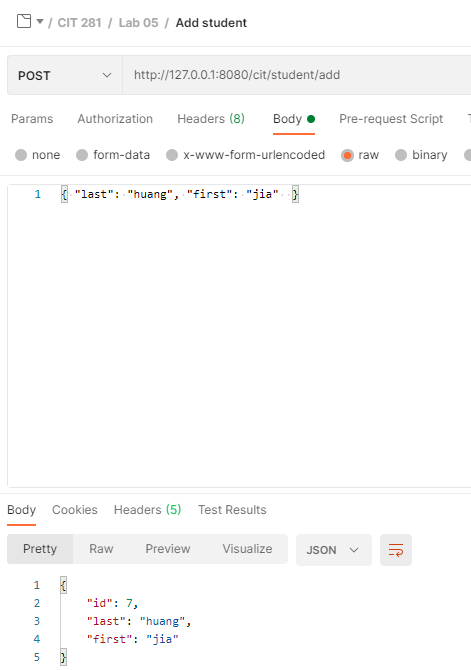 / CIT 281 / Lab 05 / Add student
POST http://127.0.0.1:8080/cit/student/add
Params Authorization Headers (8) Body Pre-request Script
none form-data x-www-form-urlencoded raw binary
1 { "last": "huang", "first": "jia" }
Body Cookies Headers (5) Test Results
Pretty Raw Preview Visualize JSON
1 {
2 "id": 7,
3 "last": "huang",
4 "first": "jia"
5 }